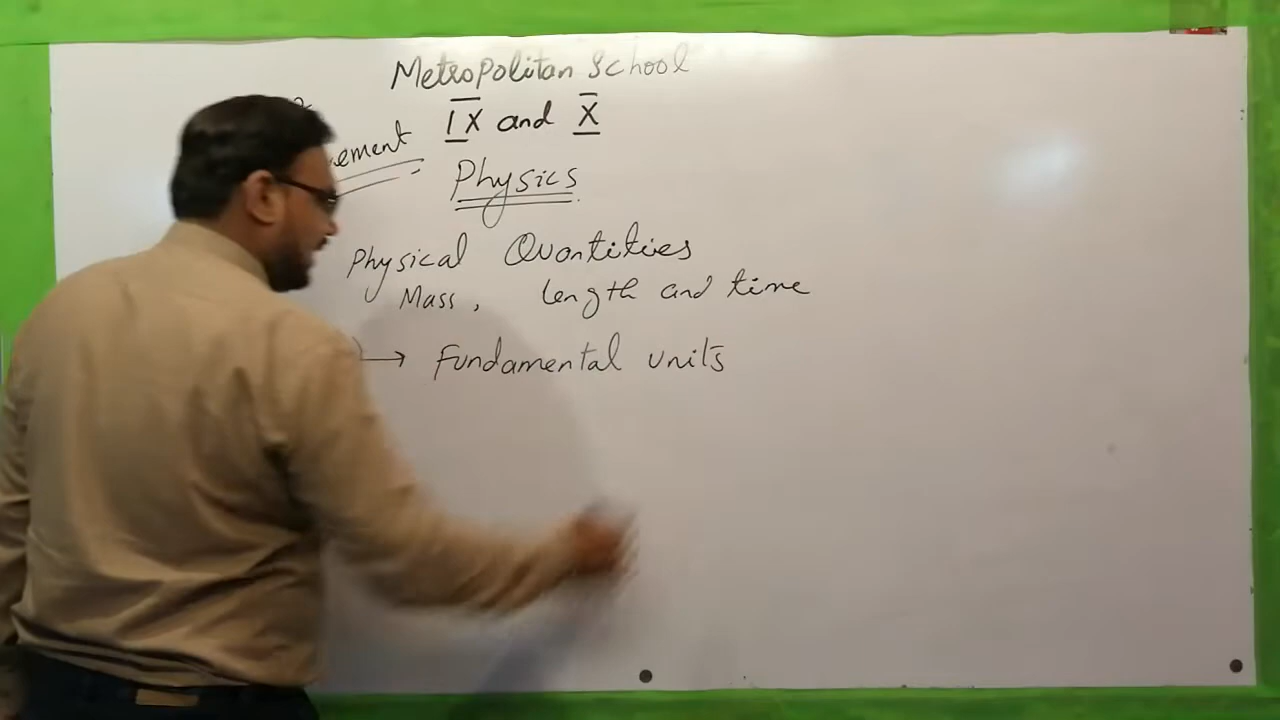 Metropolitan School
IX and X
Physics
Physical Quantities
Mass, length and time
→ Fundamental units